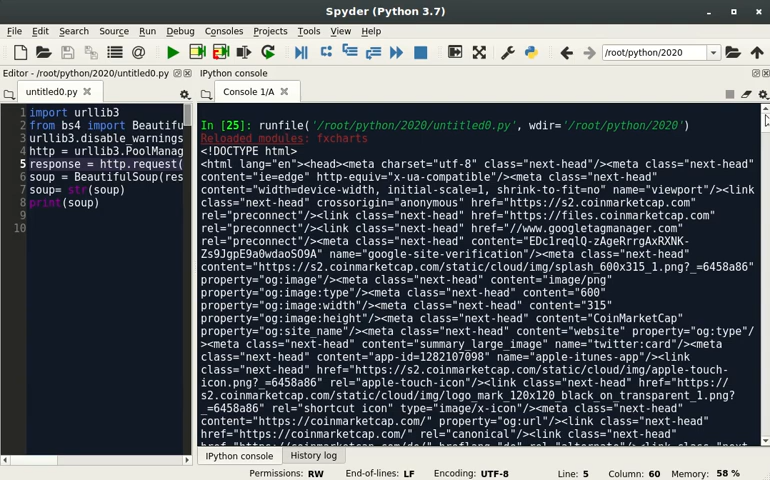 Spyder (Python 3.7)
File Edit Search Source Run Debug Consoles Projects Tools View Help
/root/python/2020
Editor - /root/python/2020/untitled0.py
IPython console
untitled0.py
Console 1/A
1 import urllib3
2 from bs4 import Beautifu
3 urllib3.disable_warnings
4 http = urllib3.PoolManag
5 response = http.request(
6 soup = BeautifulSoup(res
7 soup= str(soup)
8 print(soup)
9
10
In [25]: runfile('/root/python/2020/untitled0.py', wdir='/root/python/2020')
Reloaded modules: fxcharts
<!DOCTYPE html>
<html lang="en"><head><meta charset="utf-8" class="next-head"/><meta class="next-head"
content="ie=edge" http-equiv="x-ua-compatible"/><meta class="next-head"
content="width=device-width, initial-scale=1, shrink-to-fit=no" name="viewport"/><link
class="next-head" crossorigin="anonymous" href="https://s2.coinmarketcap.com"
rel="preconnect"/><link class="next-head" href="https://files.coinmarketcap.com"
rel="preconnect"/><link class="next-head" href="//www.googletagmanager.com"
rel="preconnect"/><meta class="next-head" content="EDc1reqlQ-zAgeRrrgAxRXNK-
Zs9JgpE9a0wdaoSO9A" name="google-site-verification"/><meta class="next-head"
content="https://s2.coinmarketcap.com/static/cloud/img/splash_600x315_1.png?_=6458a86"
property="og:image"/><meta class="next-head" content="image/png"
property="og:image:type"/><meta class="next-head" content="600"
property="og:image:width"/><meta class="next-head" content="315"
property="og:image:height"/><meta class="next-head" content="CoinMarketCap"
property="og:site_name"/><meta class="next-head" content="website" property="og:type"/
><meta class="next-head" content="summary_large_image" name="twitter:card"/><meta
class="next-head" content="app-id=1282107098" name="apple-itunes-app"/><link
class="next-head" href="https://s2.coinmarketcap.com/static/cloud/img/apple-touch-
icon.png?_=6458a86" rel="apple-touch-icon"/><link class="next-head" href="https://
s2.coinmarketcap.com/static/cloud/img/logo_mark_120x120_black_on_transparent_1.png?
_=6458a86" rel="shortcut icon" type="image/x-icon"/><meta class="next-head"
content="https://coinmarketcap.com/" property="og:url"/><link class="next-head"
href="https://coinmarketcap.com/" rel="canonical"/><link class="next-head"
IPython console
History log
Permissions: RW End-of-lines: LF Encoding: UTF-8 Line: 5 Column: 60 Memory: 58 %